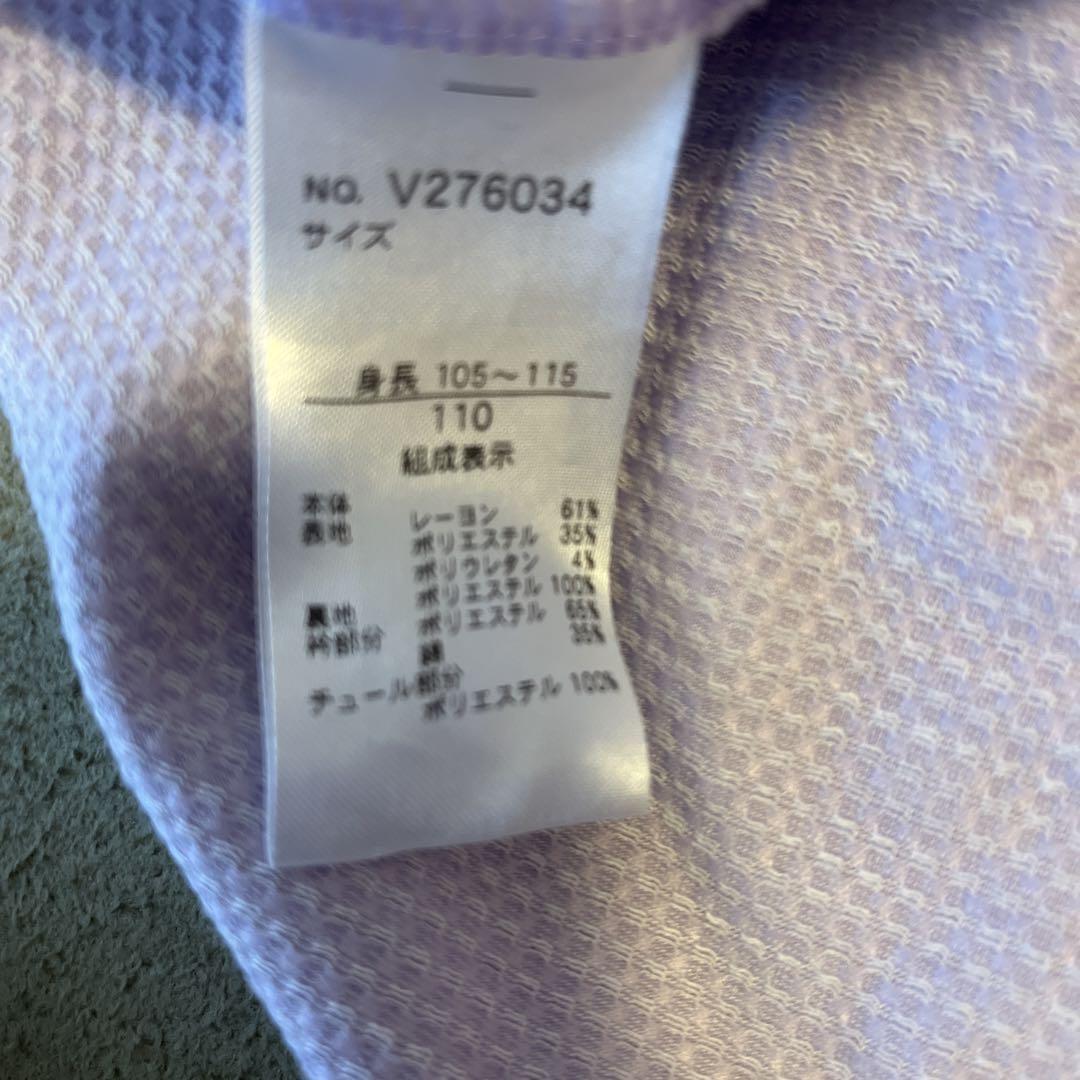 NO. V276034
サイズ
身長 105～115
110
組成表示
本体
表地 レーヨン 61%
ポリエステル 35%
ポリウレタン 4%
裏地 ポリエステル 100%
衿部分 ポリエステル 65%
綿 35%
チュール部分
ポリエステル 100%